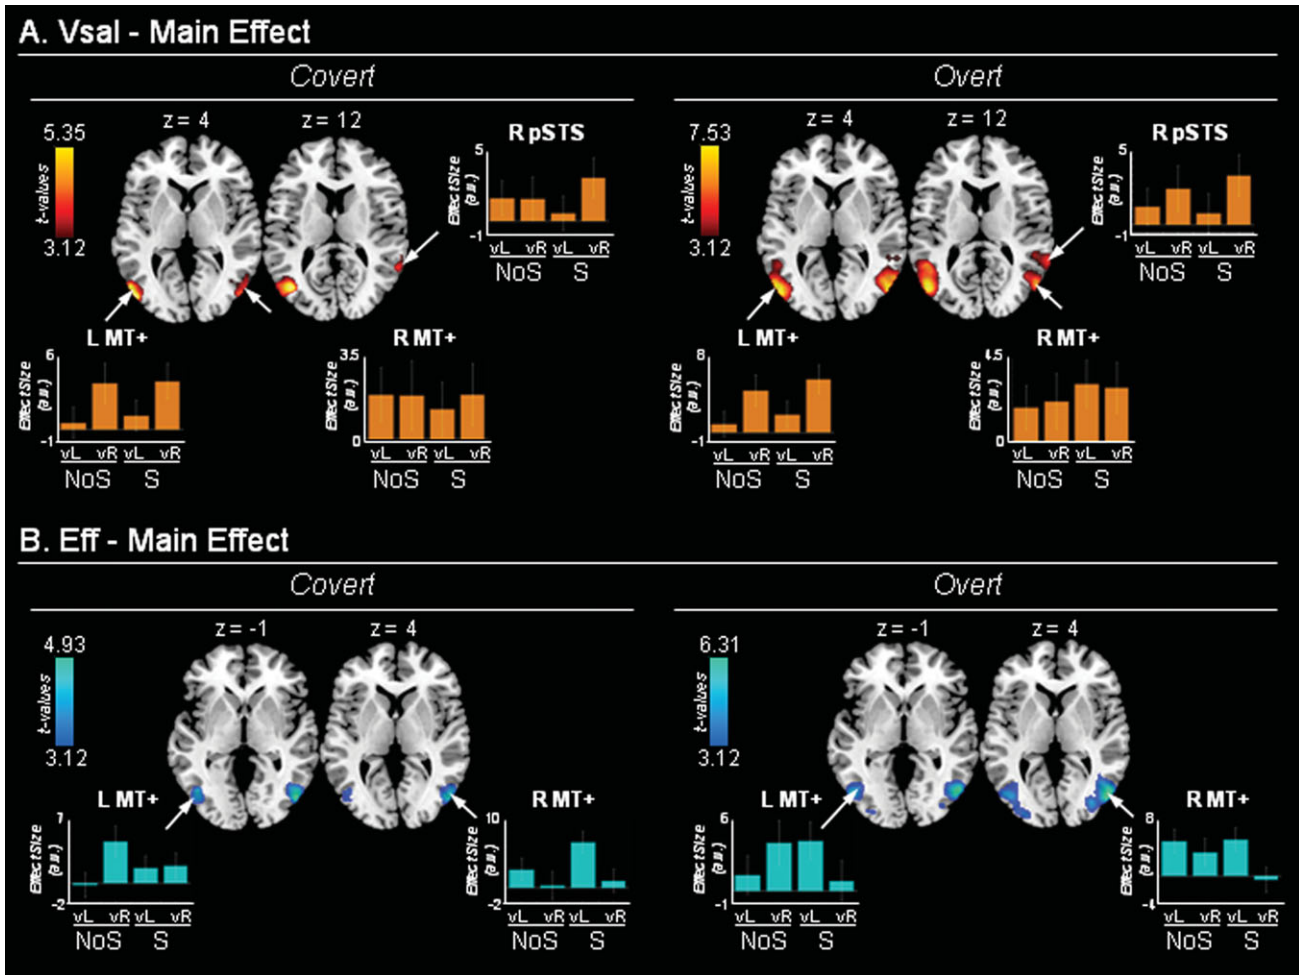 A. Vsal - Main Effect
Covert
Overt
5.35
t-values
3.12
z = 4
z = 12
R pSTS
5
Effect Size
(a.u.)
-1
vL vR vL vR
NoS S
L MT+
6
Effect Size
(a.u.)
-1
vL vR vL vR
NoS S
R MT+
3.5
Effect Size
(a.u.)
0
vL vR vL vR
NoS S
7.53
t-values
3.12
z = 4
z = 12
R pSTS
5
Effect Size
(a.u.)
-1
vL vR vL vR
NoS S
L MT+
8
Effect Size
(a.u.)
-1
vL vR vL vR
NoS S
R MT+
4.5
Effect Size
(a.u.)
0
vL vR vL vR
NoS S
B. Eff - Main Effect
Covert
Overt
4.93
t-values
3.12
z = -1
z = 4
L MT+
7
Effect Size
(a.u.)
-2
vL vR vL vR
NoS S
R MT+
10
Effect Size
(a.u.)
-2
vL vR vL vR
NoS S
6.31
t-values
3.12
z = -1
z = 4
L MT+
6
Effect Size
(a.u.)
-1
vL vR vL vR
NoS S
R MT+
8
Effect Size
(a.u.)
-4
vL vR vL vR
NoS S